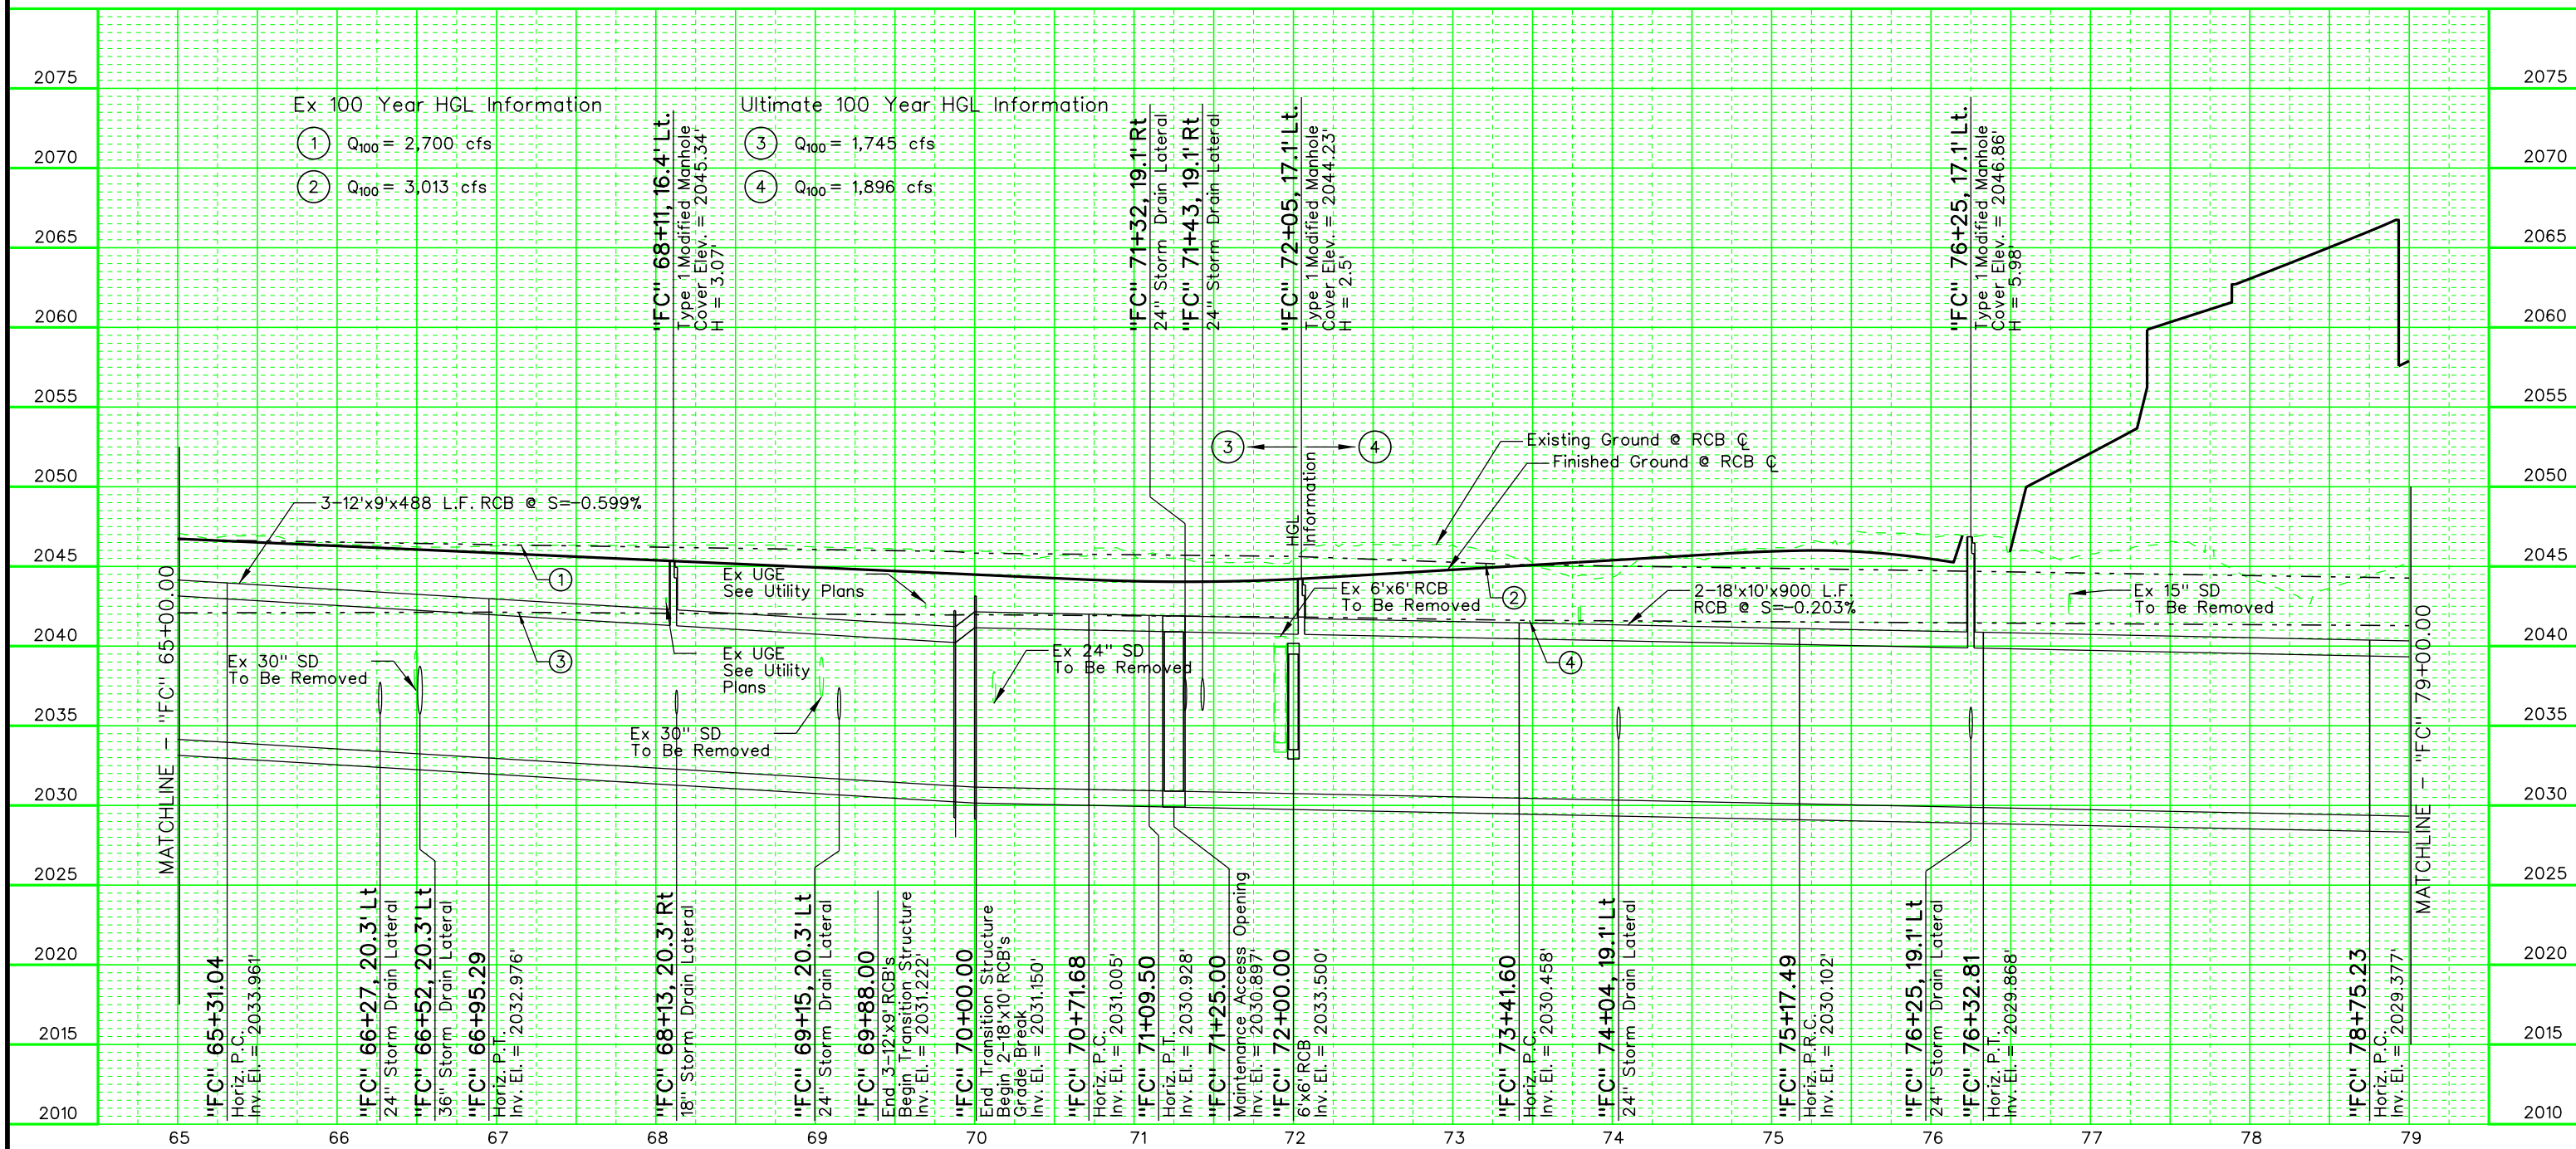 Ex 100 Year HGL Information
1 Q100 = 2,700 cfs
2 Q100 = 3,013 cfs
Ultimate 100 Year HGL Information
3 Q100 = 1,745 cfs
4 Q100 = 1,896 cfs
2075
2070
2065
2060
2055
2050
2045
2040
2035
2030
2025
2020
2015
2010
"FC" 68+11, 16.4' Lt.
Type 1 Modified Manhole
Cover Elev. = 2045.34'
H = 3.07'
"FC" 71+32, 19.1' Rt
24" Storm Drain Lateral
"FC" 71+43, 19.1' Rt
24" Storm Drain Lateral
"FC" 72+05, 17.1' Lt.
Type 1 Modified Manhole
Cover Elev. = 2044.23'
H = 2.5'
"FC" 76+25, 17.1' Lt.
Type 1 Modified Manhole
Cover Elev. = 2046.86'
H = 5.98'
3
4
HGL
Information
Existing Ground @ RCB ℄
Finished Ground @ RCB ℄
3-12'x9'x488 L.F. RCB @ S=-0.599%
1
3
Ex UGE
See Utility Plans
Ex UGE
See Utility
Plans
Ex 30" SD
To Be Removed
Ex 30" SD
To Be Removed
Ex 24" SD
To Be Removed
Ex 6'x6' RCB
To Be Removed
2
4
2-18'x10'x900 L.F.
RCB @ S=-0.203%
Ex 15" SD
To Be Removed
MATCHLINE - "FC" 65+00.00
MATCHLINE - "FC" 79+00.00
"FC" 65+31.04
Horiz. P.C.
Inv. El. = 2033.961'
"FC" 66+27, 20.3' Lt
24" Storm Drain Lateral
"FC" 66+52, 20.3' Lt
36" Storm Drain Lateral
"FC" 66+95.29
Horiz. P.T.
Inv. El. = 2032.976'
"FC" 68+13, 20.3' Rt
18" Storm Drain Lateral
"FC" 69+15, 20.3' Lt
24" Storm Drain Lateral
"FC" 69+88.00
End 3-12'x9' RCB's
Begin Transition Structure
Inv. El. = 2031.222'
"FC" 70+00.00
End Transition Structure
Begin 2-18'x10' RCB's
Grade Break
Inv. El. = 2031.150'
"FC" 70+71.68
Horiz. P.C.
Inv. El. = 2031.005'
"FC" 71+09.50
Horiz. P.T.
Inv. El. = 2030.928'
"FC" 71+25.00
Maintenance Access Opening
Inv. El. = 2030.897'
"FC" 72+00.00
6'x6' RCB
Inv. El. = 2033.500'
"FC" 73+41.60
Horiz. P.C.
Inv. El. = 2030.458'
"FC" 74+04, 19.1' Lt
24" Storm Drain Lateral
"FC" 75+17.49
Horiz. P.R.C.
Inv. El. = 2030.102'
"FC" 76+25, 19.1' Lt
24" Storm Drain Lateral
"FC" 76+32.81
Horiz. P.T.
Inv. El. = 2029.868'
"FC" 78+75.23
Horiz. P.C.
Inv. El. = 2029.377'
2075
2070
2065
2060
2055
2050
2045
2040
2035
2030
2025
2020
2015
2010
65 66 67 68 69 70 71 72 73 74 75 76 77 78 79